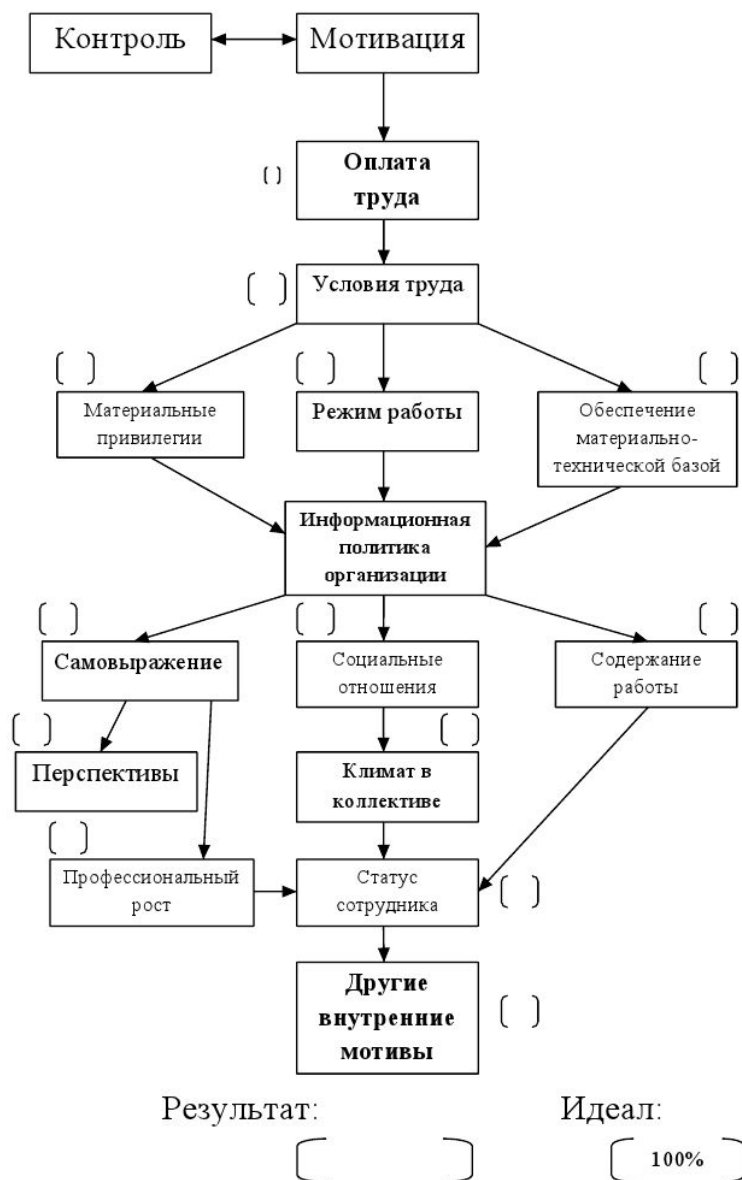 Контроль
Мотивация
Оплата
труда
Условия труда
Материальные
привилегии
Режим работы
Обеспечение
материально-
технической базой
Информационная
политика
организации
Самовыражение
Социальные
отношения
Содержание
работы
Перспективы
Климат в
коллективе
Профессиональный
рост
Статус
сотрудника
Другие
внутренние
мотивы
Результат:
Идеал:
100%